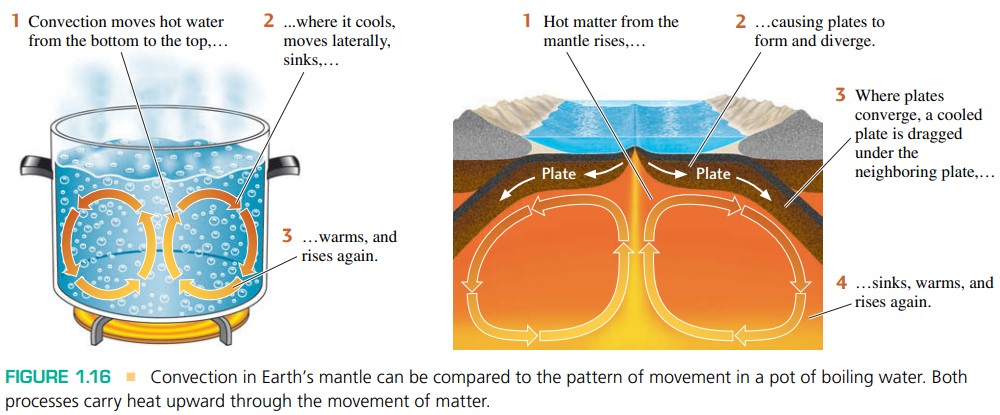 1 Convection moves hot water
from the bottom to the top,…
2 ...where it cools,
moves laterally,
sinks,…
3 …warms, and
rises again.
1 Hot matter from the
mantle rises,…
2 …causing plates to
form and diverge.
3 Where plates
converge, a cooled
plate is dragged
under the
neighboring plate,…
Plate
Plate
4 …sinks, warms, and
rises again.
FIGURE 1.16 ■ Convection in Earth’s mantle can be compared to the pattern of movement in a pot of boiling water. Both
processes carry heat upward through the movement of matter.